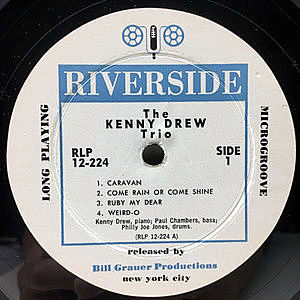 RIVERSIDE
LONG PLAYING
MICROGROOVE
The
KENNY DREW
Trio
RLP
12-224
SIDE
1
1. CARAVAN
2. COME RAIN OR COME SHINE
3. RUBY MY DEAR
4. WEIRD-O
Kenny Drew, piano; Paul Chambers, bass;
Philly Joe Jones, drums.
(RLP 12-224 A)
released by
Bill Grauer Productions
new york city